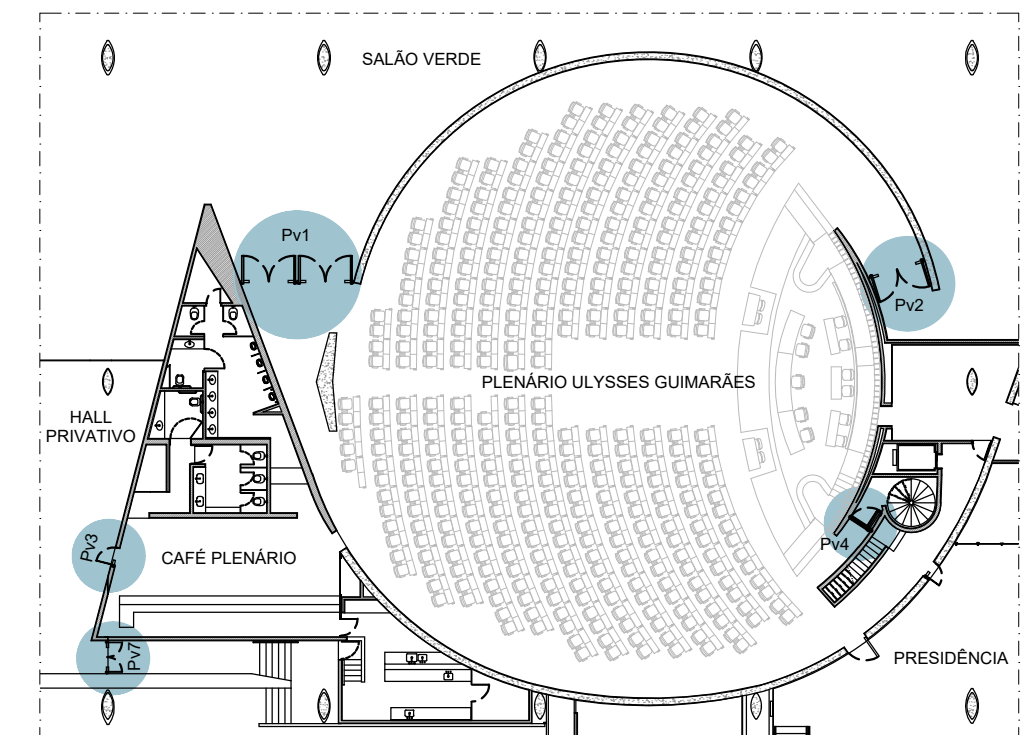 SALÃO VERDE
Pv1
Pv2
PLENÁRIO ULYSSES GUIMARÃES
HALL
PRIVATIVO
Pv3
CAFÉ PLENÁRIO
Pv4
Pv7
PRESIDÊNCIA